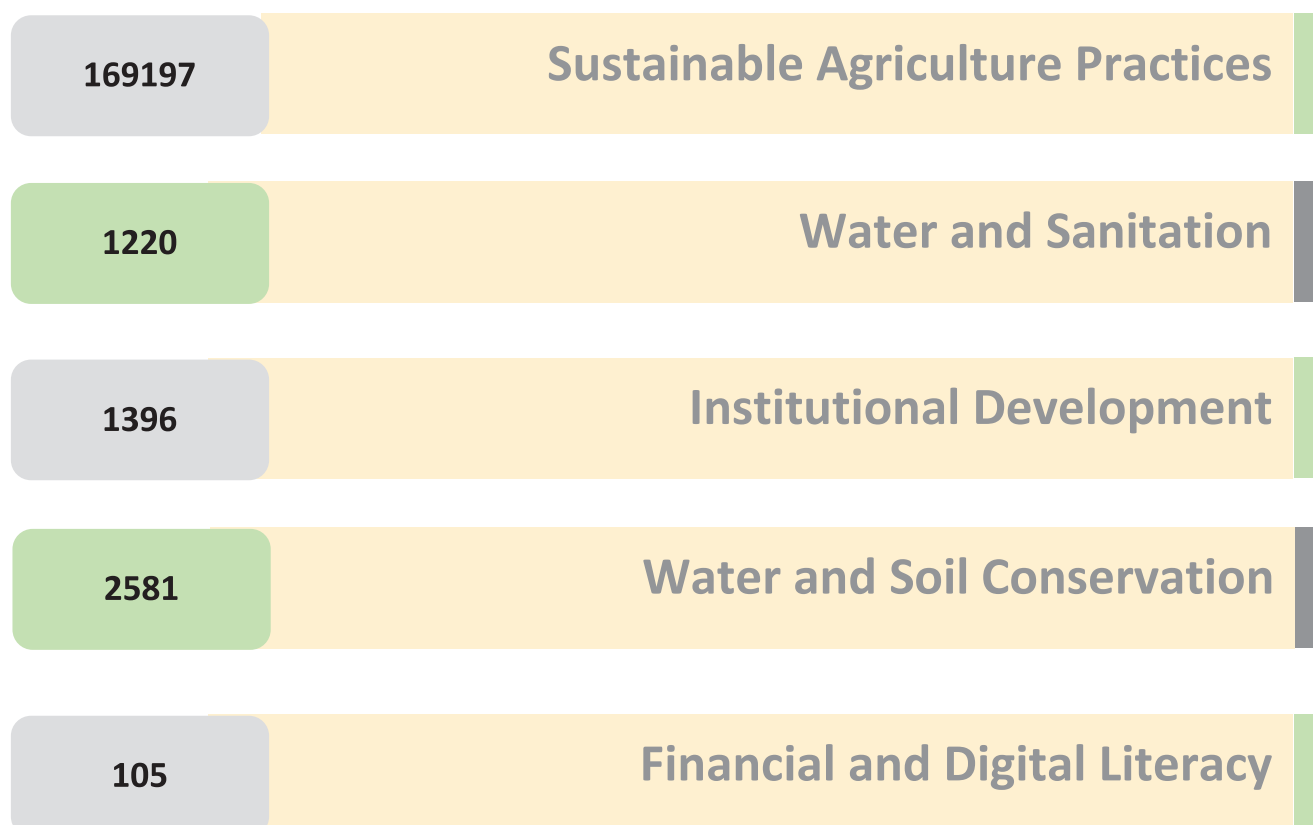 169197 Sustainable Agriculture Practices
1220 Water and Sanitation
1396 Institutional Development
2581 Water and Soil Conservation
105 Financial and Digital Literacy